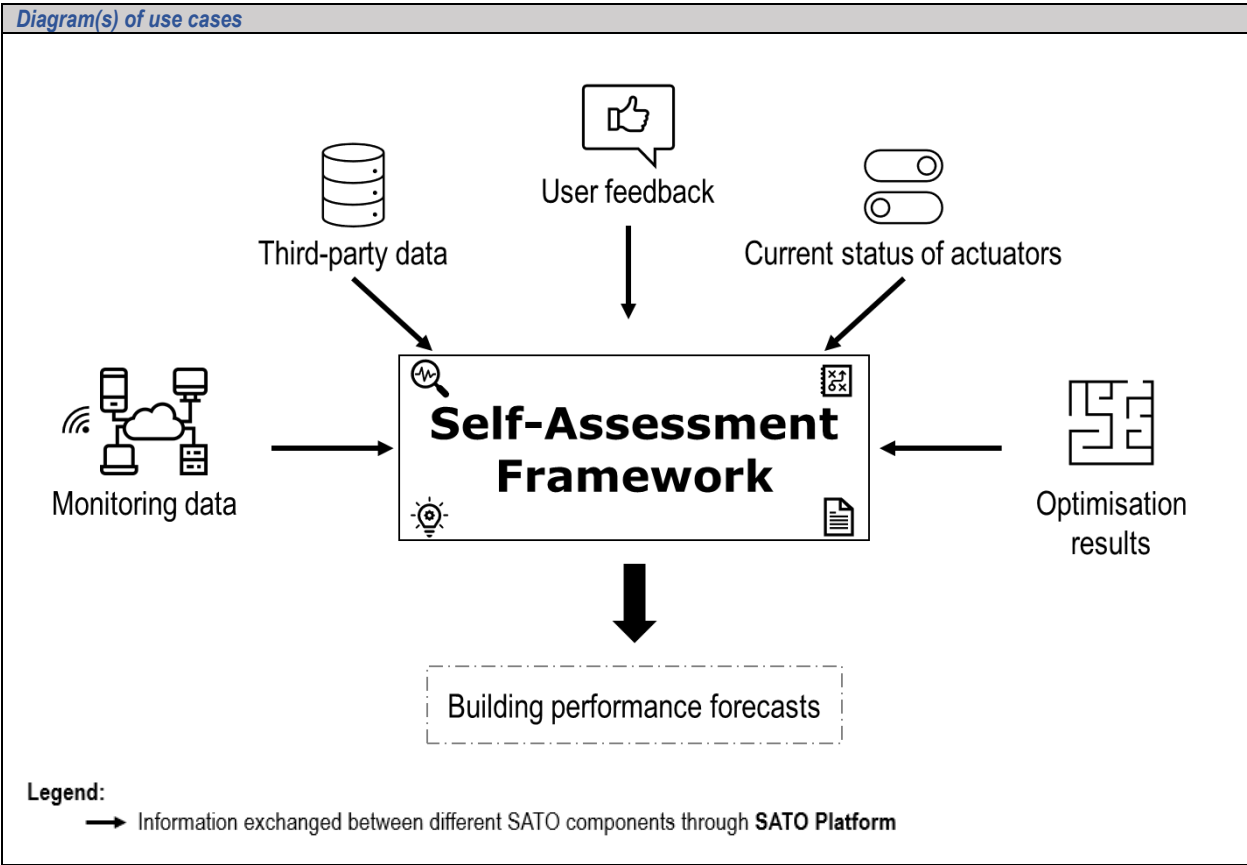 Diagram(s) of use cases
User feedback
Third-party data
Current status of actuators
Self-Assessment
Framework
Monitoring data
Optimisation
results
Building performance forecasts
Legend:
Information exchanged between different SATO components through SATO Platform